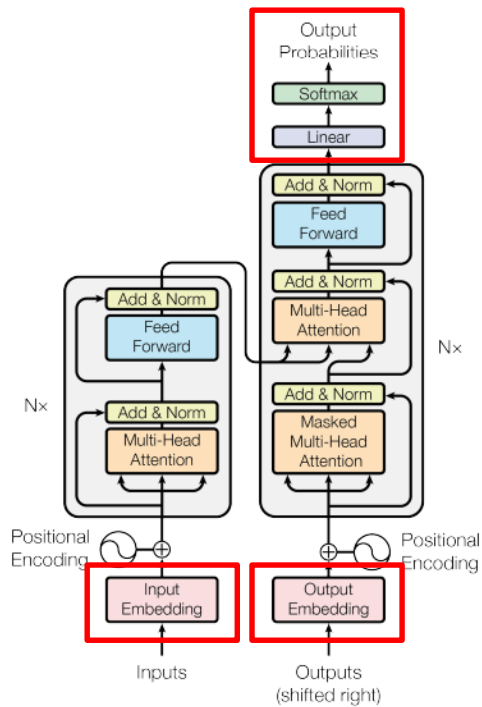 Output
Probabilities
Softmax
Linear
Add & Norm
Feed
Forward
Add & Norm
Multi-Head
Attention
Add & Norm
Masked
Multi-Head
Attention
Nx
Add & Norm
Feed
Forward
Add & Norm
Multi-Head
Attention
Nx
Positional
Encoding
Positional
Encoding
Input
Embedding
Output
Embedding
Inputs
Outputs
(shifted right)